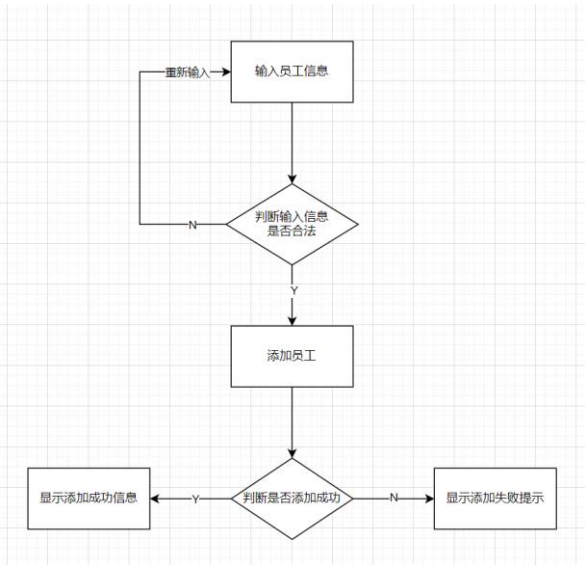 重新输入
输入员工信息
判断输入信息
是否合法
N
Y
添加员工
显示添加成功信息
Y
判断是否添加成功
N
显示添加失败提示